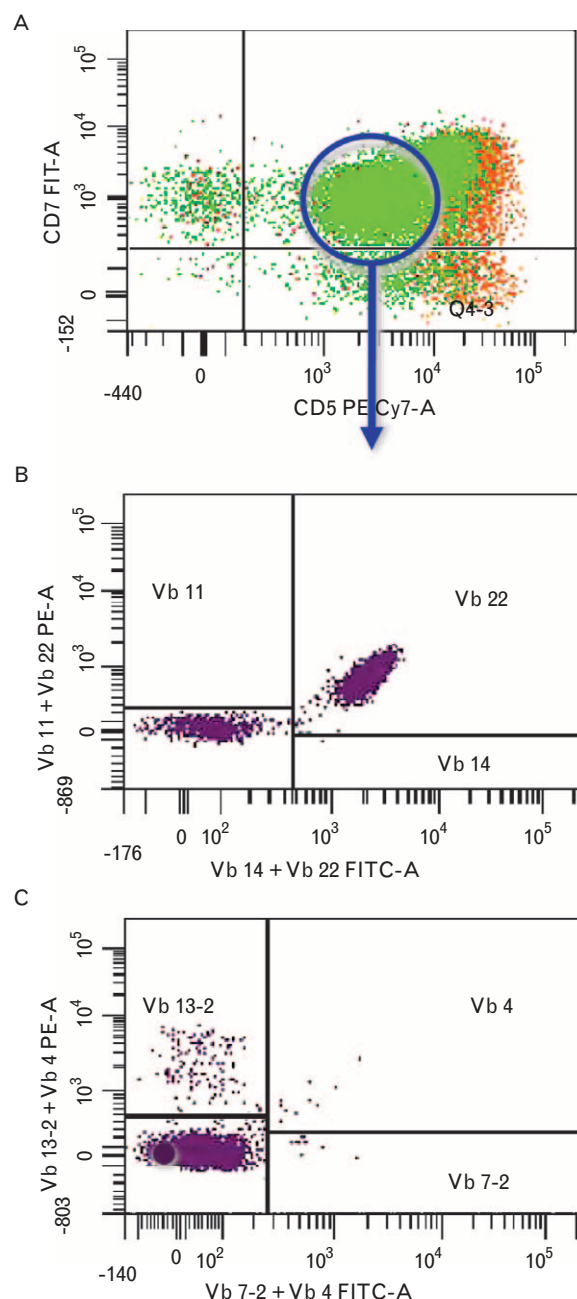 A
CD7 FIT-A
10^5
10^4
10^3
0
-152
Q4-3
-440
0
10^3
10^4
10^5
CD5 PE Cy7-A
B
Vb 11 + Vb 22 PE-A
10^5
10^4
10^3
0
-869
Vb 11
Vb 22
Vb 14
-176
0
10^2
10^3
10^4
10^5
Vb 14 + Vb 22 FITC-A
C
Vb 13-2 + Vb 4 PE-A
10^5
10^4
10^3
0
-803
Vb 13-2
Vb 4
Vb 7-2
-140
0
10^2
10^3
10^4
10^5
Vb 7-2 + Vb 4 FITC-A